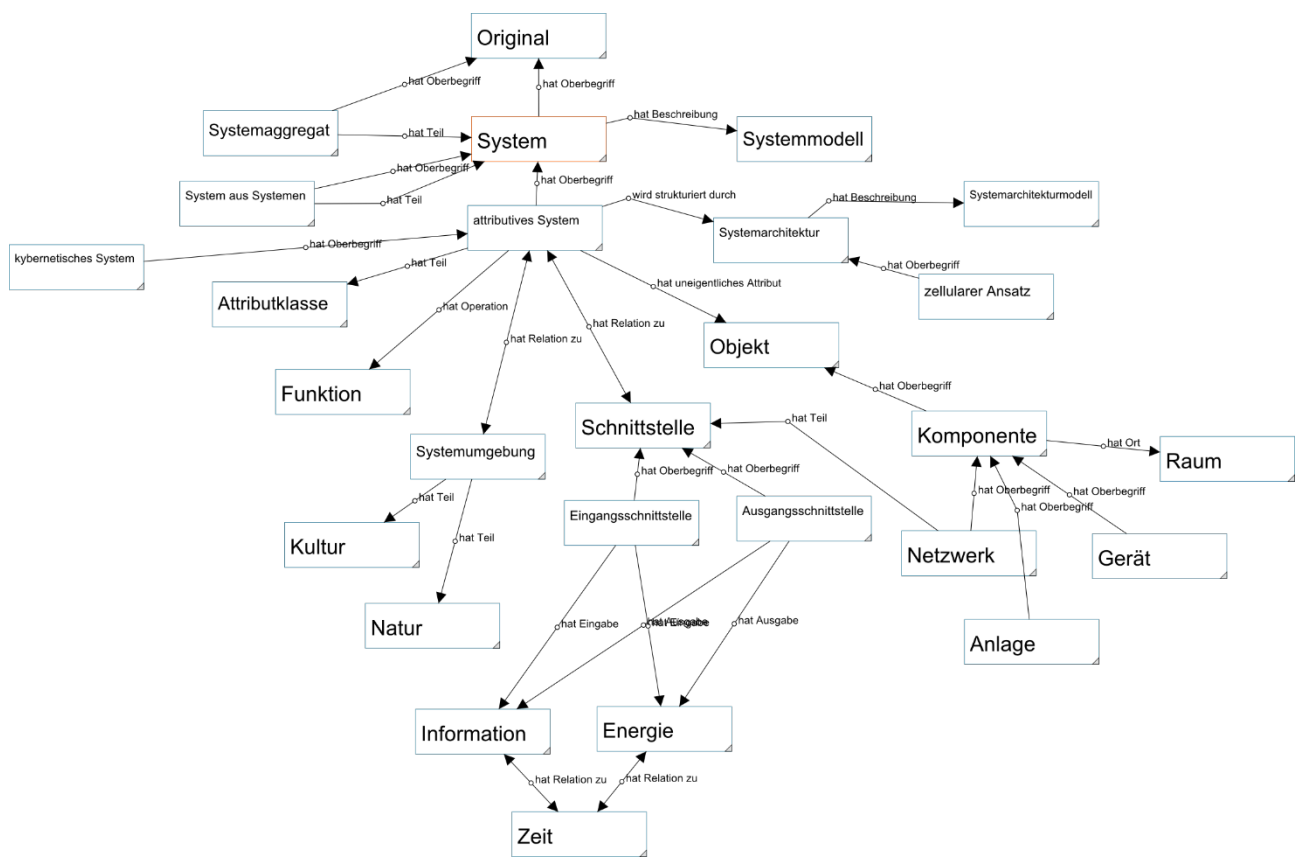 Original
hat Oberbegriff
hat Oberbegriff
Systemaggregat
hat Teil
System
hat Beschreibung
Systemmodell
hat Oberbegriff
System aus Systemen
hat Teil
hat Oberbegriff
wird strukturiert durch
hat Beschreibung
Systemarchitekturmodell
attributives System
Systemarchitektur
kybernetisches System
hat Oberbegriff
hat Teil
hat Oberbegriff
Attributklasse
hat uneigentliches Attribut
zellularer Ansatz
hat Operation
hat Relation zu
hat Relation zu
Objekt
Funktion
hat Oberbegriff
Schnittstelle
hat Teil
Komponente
hat Ort
Raum
Systemumgebung
hat Oberbegriff
hat Oberbegriff
hat Oberbegriff
hat Oberbegriff
hat Oberbegriff
hat Teil
Eingangsschnittstelle
Ausgangsschnittstelle
Kultur
hat Teil
Netzwerk
Gerät
Natur
hat Eingabe
hat Ausgabe
hat Eingabe
hat Ausgabe
Anlage
Information
Energie
hat Relation zu
hat Relation zu
Zeit